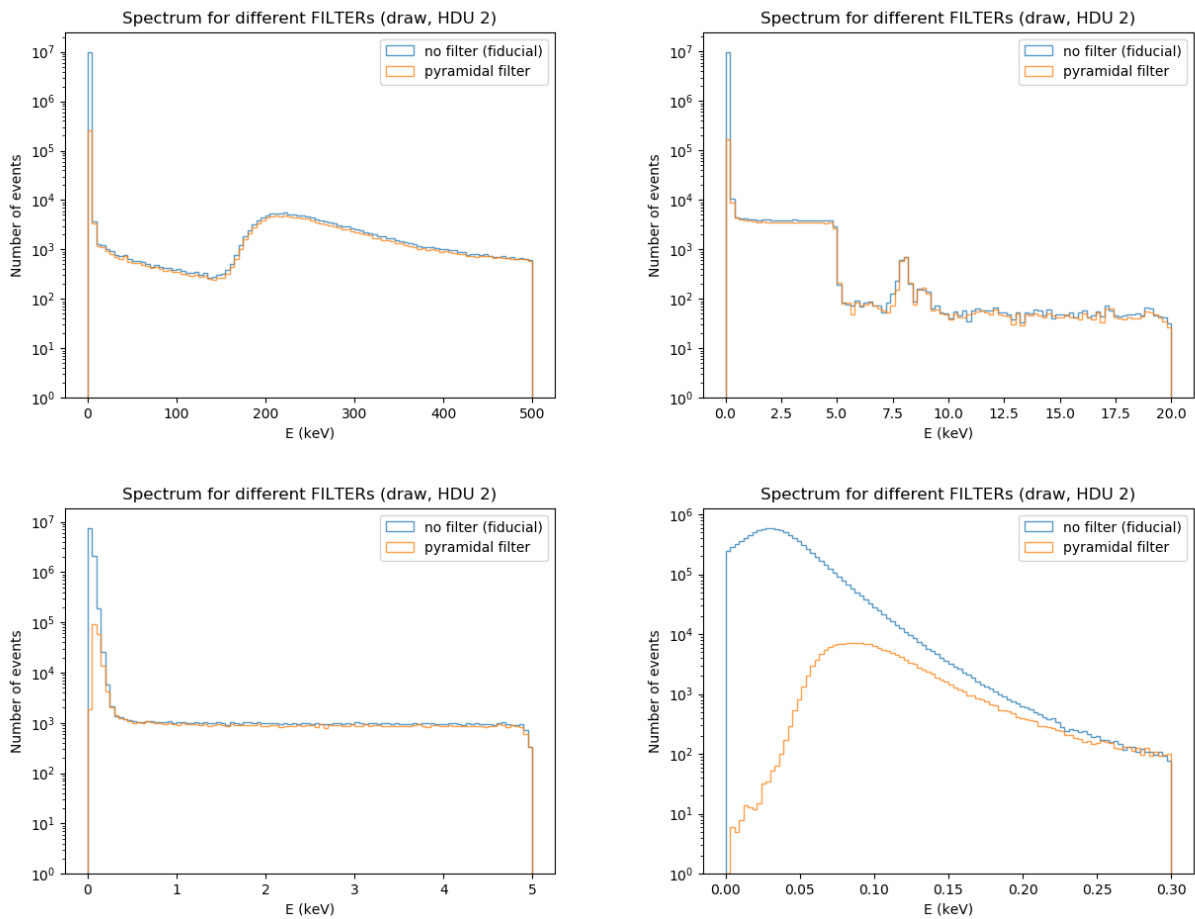 Spectrum for different FILTERs (draw, HDU 2)
no filter (fiducial)
pyramidal filter
Number of events
10^7
10^6
10^5
10^4
10^3
10^2
10^1
10^0
0 100 200 300 400 500
E (keV)
Spectrum for different FILTERs (draw, HDU 2)
no filter (fiducial)
pyramidal filter
Number of events
10^7
10^6
10^5
10^4
10^3
10^2
10^1
10^0
0.0 2.5 5.0 7.5 10.0 12.5 15.0 17.5 20.0
E (keV)
Spectrum for different FILTERs (draw, HDU 2)
no filter (fiducial)
pyramidal filter
Number of events
10^7
10^6
10^5
10^4
10^3
10^2
10^1
10^0
0 1 2 3 4 5
E (keV)
Spectrum for different FILTERs (draw, HDU 2)
no filter (fiducial)
pyramidal filter
Number of events
10^6
10^5
10^4
10^3
10^2
10^1
10^0
0.00 0.05 0.10 0.15 0.20 0.25 0.30
E (keV)